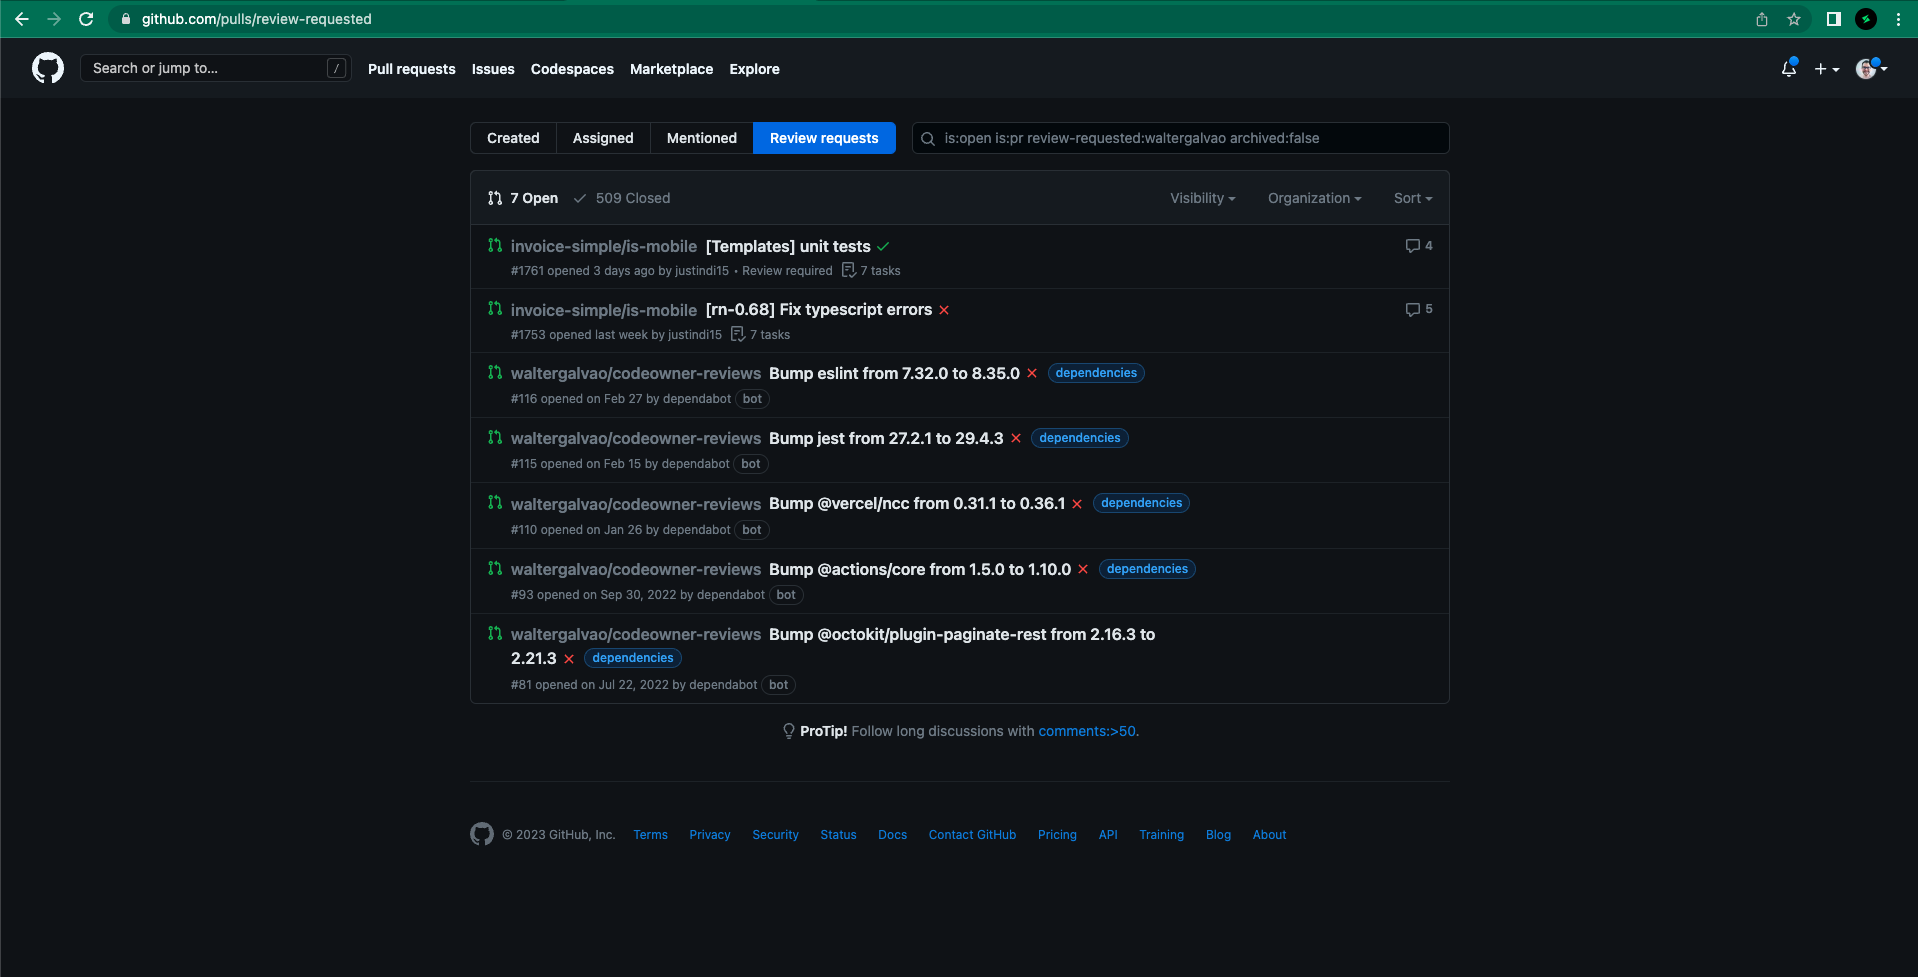 github.com/pulls/review-requested
Search or jump to... / Pull requests Issues Codespaces Marketplace Explore
Created Assigned Mentioned Review requests is:open is:pr review-requested:waltergalvao archived:false
7 Open 509 Closed Visibility Organization Sort
invoice-simple/is-mobile [Templates] unit tests 4
#1761 opened 3 days ago by justindi15 • Review required 7 tasks
invoice-simple/is-mobile [rn-0.68] Fix typescript errors 5
#1753 opened last week by justindi15 7 tasks
waltergalvao/codeowner-reviews Bump eslint from 7.32.0 to 8.35.0 dependencies
#116 opened on Feb 27 by dependabot bot
waltergalvao/codeowner-reviews Bump jest from 27.2.1 to 29.4.3 dependencies
#115 opened on Feb 15 by dependabot bot
waltergalvao/codeowner-reviews Bump @vercel/ncc from 0.31.1 to 0.36.1 dependencies
#110 opened on Jan 26 by dependabot bot
waltergalvao/codeowner-reviews Bump @actions/core from 1.5.0 to 1.10.0 dependencies
#93 opened on Sep 30, 2022 by dependabot bot
waltergalvao/codeowner-reviews Bump @octokit/plugin-paginate-rest from 2.16.3 to
2.21.3 dependencies
#81 opened on Jul 22, 2022 by dependabot bot
ProTip! Follow long discussions with comments:>50.
© 2023 GitHub, Inc. Terms Privacy Security Status Docs Contact GitHub Pricing API Training Blog About